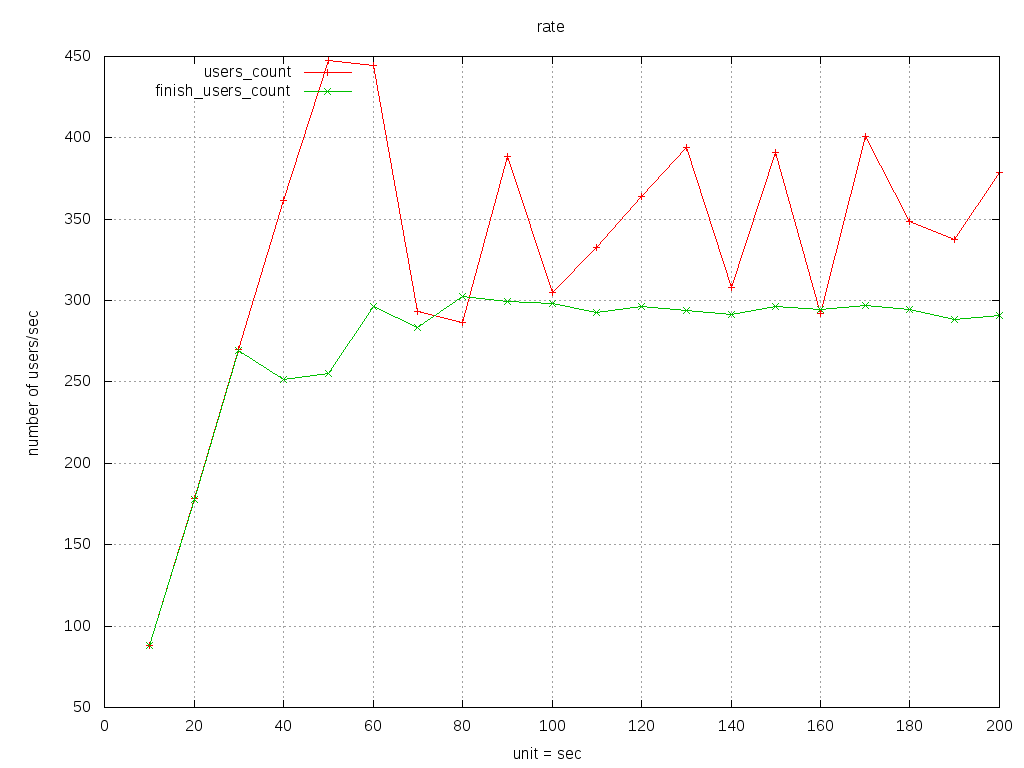 rate
450
400
350
300
250
200
150
100
50
number of users/sec
users_count
finish_users_count
0 20 40 60 80 100 120 140 160 180 200
unit = sec